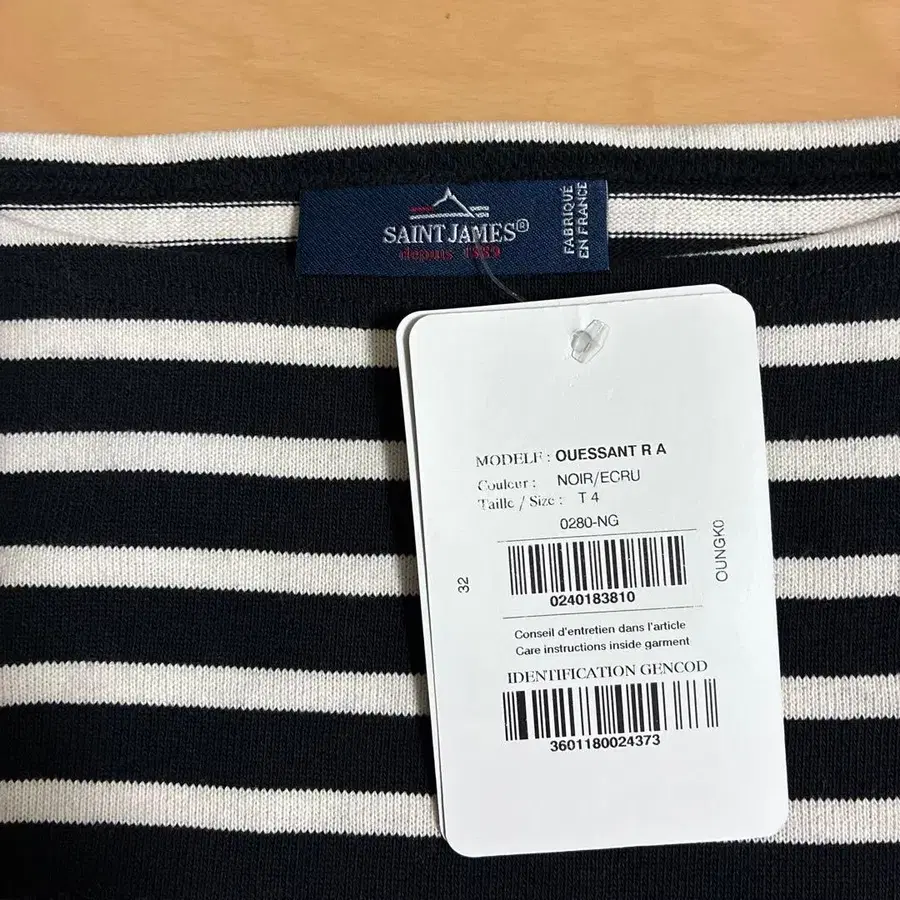 SAINT JAMES®
depuis 1889
FABRIQUÉ
EN FRANCE
MODELE : OUESSANT R A
Couleur : NOIR/ECRU
Taille / Size : T 4
0280-NG
0240183810
32
OUNGK0
Conseil d'entretien dans l'article
Care instructions inside garment
IDENTIFICATION GENCOD
3601180024373